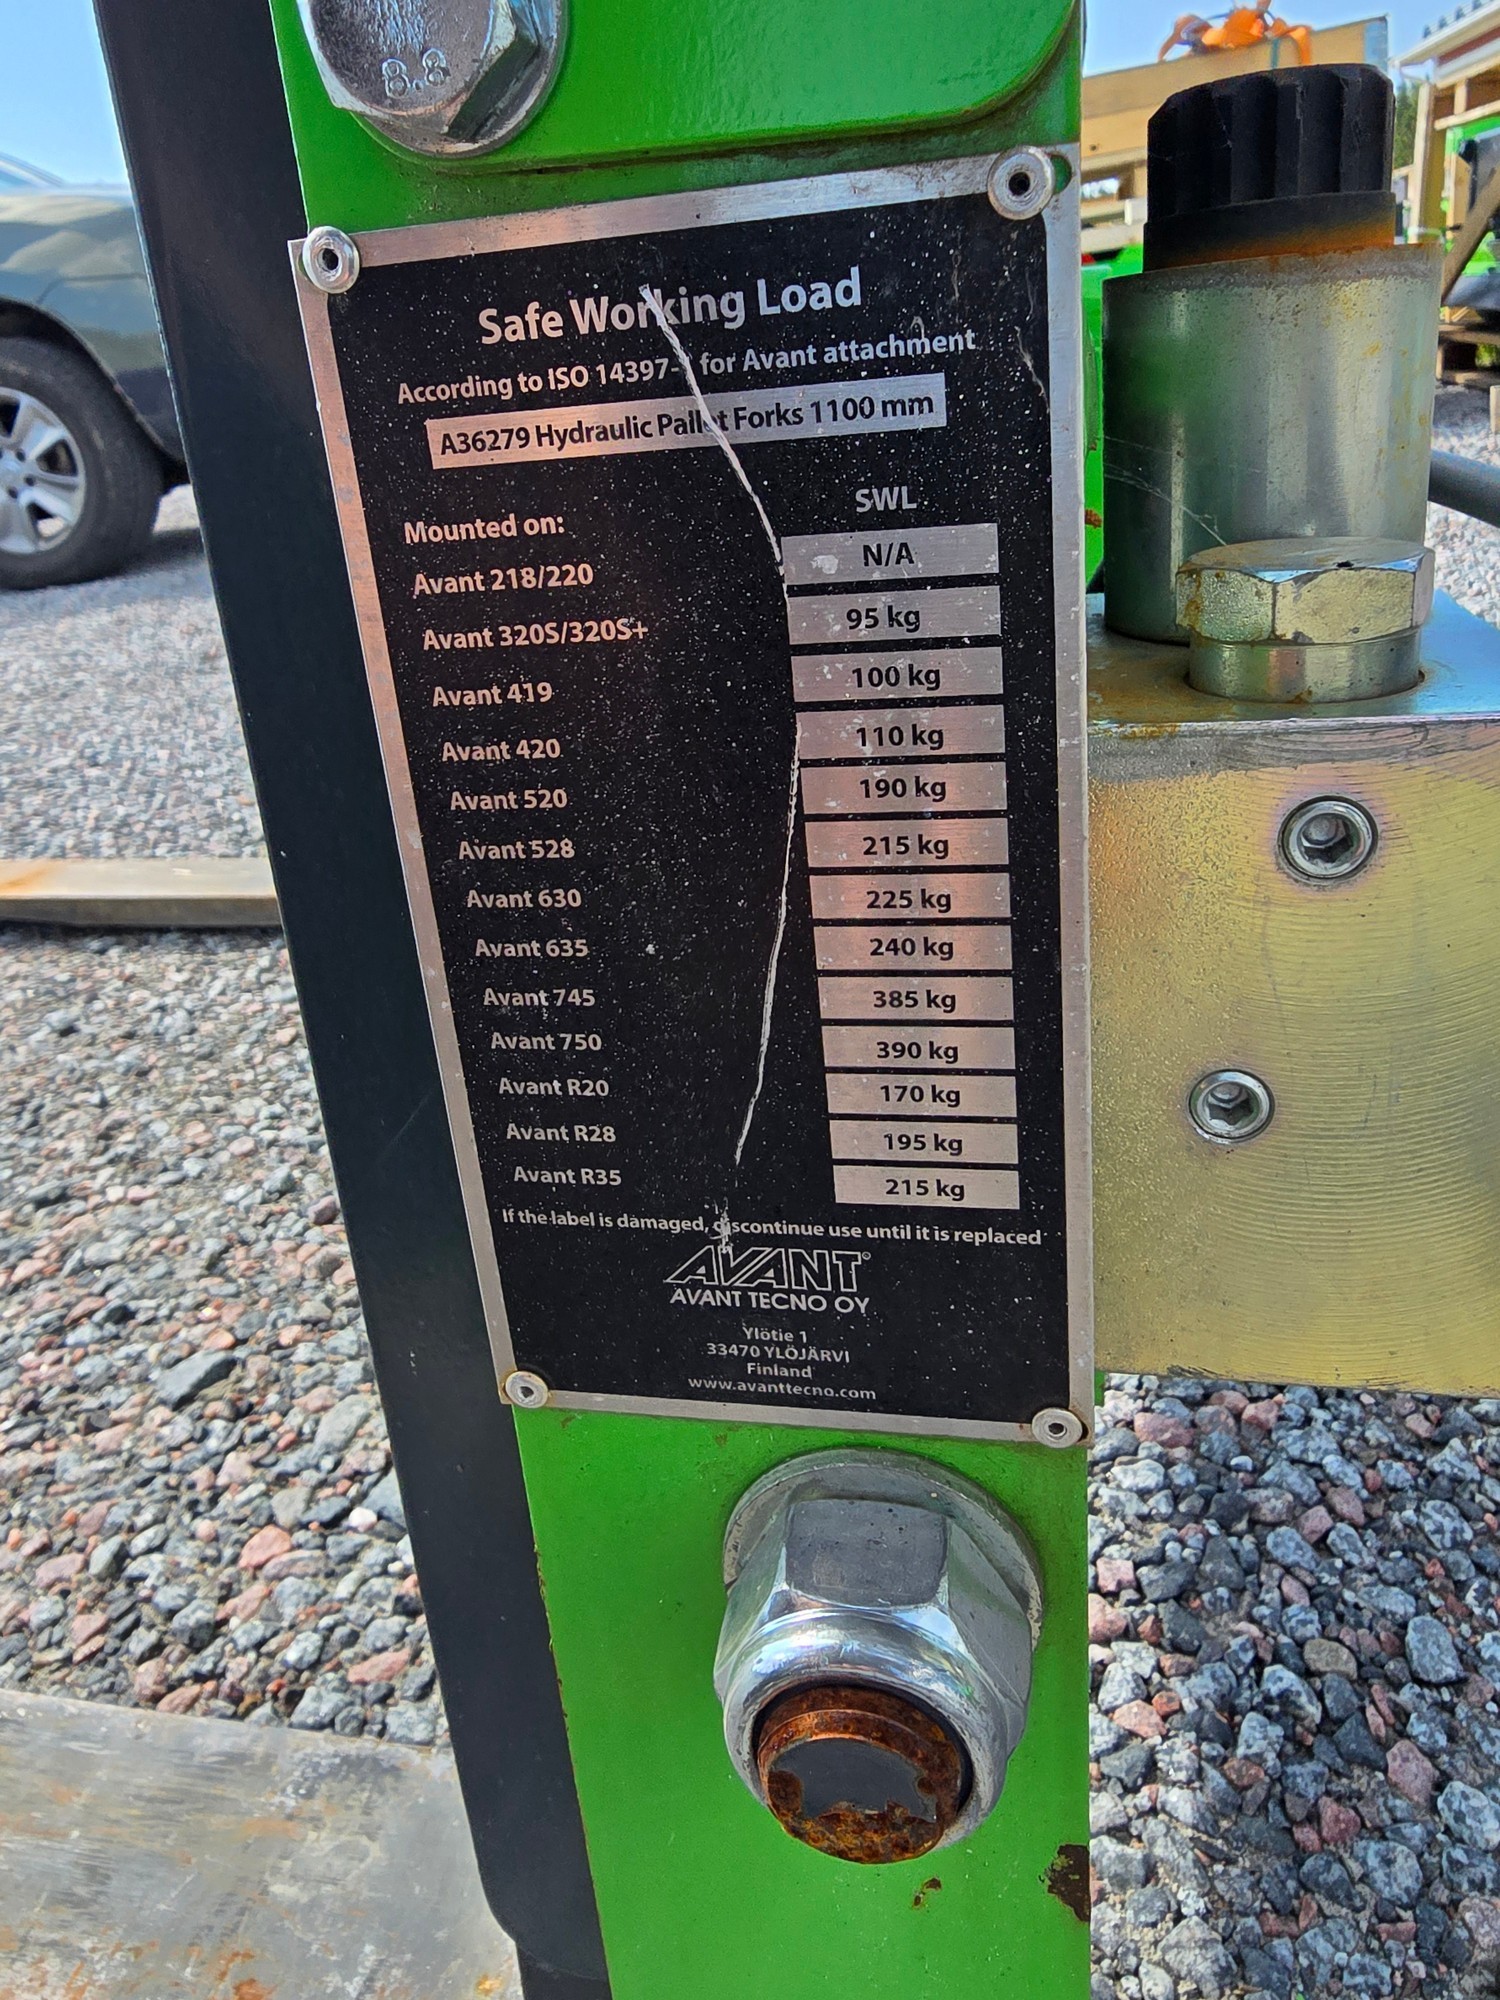 8.8
Safe Working Load
According to ISO 14397- for Avant attachment
A36279 Hydraulic Pallet Forks 1100 mm
Mounted on: SWL
Avant 218/220 N/A
Avant 320S/320S+ 95 kg
Avant 419 100 kg
Avant 420 110 kg
Avant 520 190 kg
Avant 528 215 kg
Avant 630 225 kg
Avant 635 240 kg
Avant 745 385 kg
Avant 750 390 kg
Avant R20 170 kg
Avant R28 195 kg
Avant R35 215 kg
If the label is damaged, discontinue use until it is replaced
AVANT®
AVANT TECNO OY
Ylötie 1
33470 YLÖJÄRVI
Finland
www.avanttecno.com